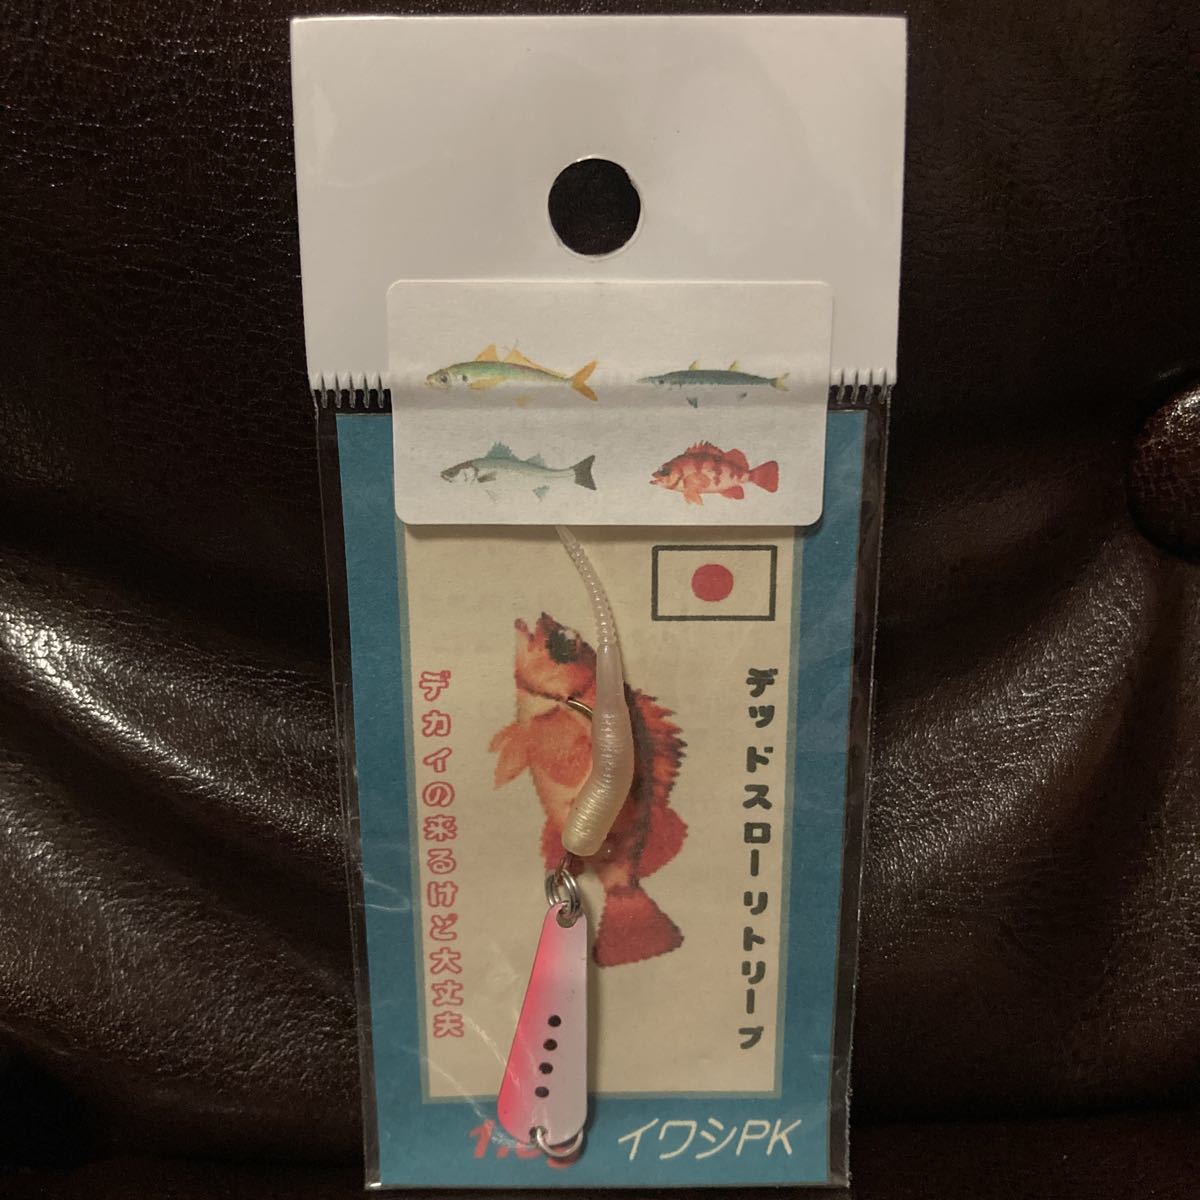 デッドスローリトリーブ
デカイの来るけど大丈夫
イワシPK